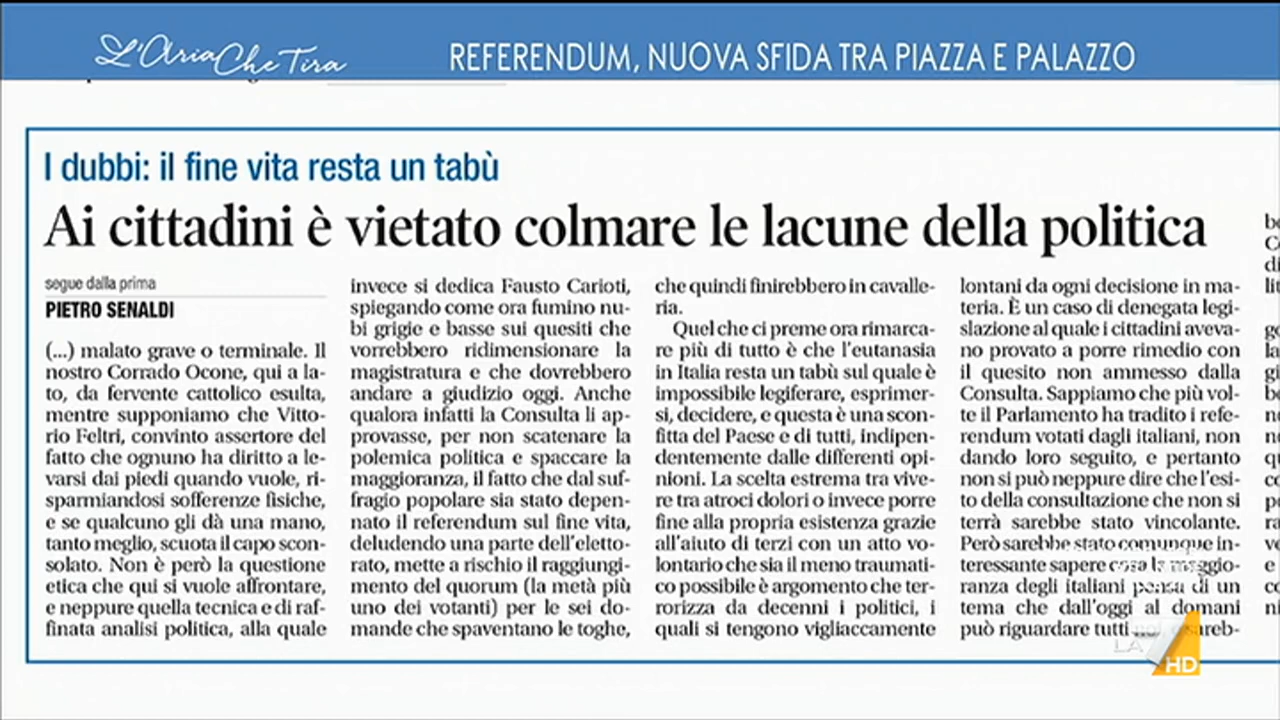 L'Aria Che Tira
REFERENDUM, NUOVA SFIDA TRA PIAZZA E PALAZZO
I dubbi: il fine vita resta un tabù
Ai cittadini è vietato colmare le lacune della politica
segue dalla prima
PIETRO SENALDI
(...) malato grave o terminale. Il
nostro Corrado Ocone, qui a la-
to, da fervente cattolico esulta,
mentre supponiamo che Vitto-
rio Feltri, convinto assertore del
fatto che ognuno ha diritto a le-
varsi dai piedi quando vuole, ri-
sparmiandosi sofferenze fisiche,
e se qualcuno gli dà una mano,
tanto meglio, scuota il capo scon-
solato. Non è però la questione
etica che qui si vuole affrontare,
e neppure quella tecnica e di raf-
finata analisi politica, alla quale
invece si dedica Fausto Carioti,
spiegando come ora fumino nu-
bi grigie e basse sui quesiti che
vorrebbero ridimensionare la
magistratura e che dovrebbero
andare a giudizio oggi. Anche
qualora infatti la Consulta li ap-
provasse, per non scatenare la
polemica politica e spaccare la
maggioranza, il fatto che dal suf-
fragio popolare sia stato depen-
nato il referendum sul fine vita,
deludendo una parte dell'eletto-
rato, mette a rischio il raggiungi-
mento del quorum (la metà più
uno dei votanti) per le sei do-
mande che spaventano le toghe,
che quindi finirebbero in cavalle-
ria.
Quel che ci preme ora rimarca-
re più di tutto è che l'eutanasia
in Italia resta un tabù sul quale è
impossibile legiferare, esprimer-
si, decidere, e questa è una scon-
fitta del Paese e di tutti, indipen-
dentemente dalle differenti opi-
nioni. La scelta estrema tra vive-
re tra atroci dolori o invece porre
fine alla propria esistenza grazie
all'aiuto di terzi con un atto vo-
lontario che sia il meno traumati-
co possibile è argomento che ter-
rorizza da decenni i politici, i
quali si tengono vigliaccamente
lontani da ogni decisione in ma-
teria. È un caso di denegata legi-
slazione al quale i cittadini aveva-
no provato a porre rimedio con
il quesito non ammesso dalla
Consulta. Sappiamo che più vol-
te il Parlamento ha tradito i refe-
rendum votati dagli italiani, non
dando loro seguito, e pertanto
non si può neppure dire che l'esi-
to della consultazione che non si
terrà sarebbe stato vincolante.
Però sarebbe stato comunque in-
teressante sapere cosa la maggio-
ranza degli italiani pensa di un
tema che dall'oggi al domani
può riguardare tutti noi, e sareb-
LA
HD